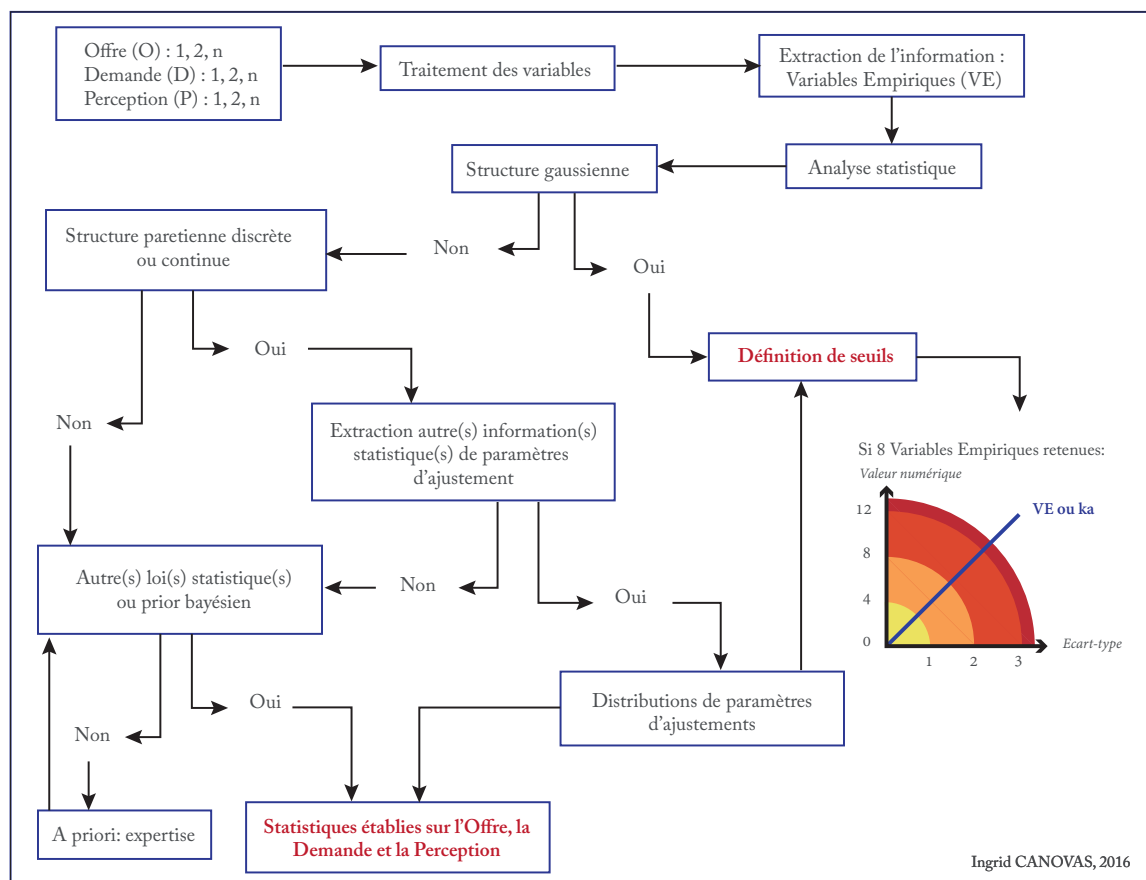 Offre (O) : 1, 2, n
Demande (D) : 1, 2, n
Perception (P) : 1, 2, n
Traitement des variables
Extraction de l'information :
Variables Empiriques (VE)
Structure gaussienne
Analyse statistique
Structure paretienne discrète
ou continue
Non
Oui
Oui
Définition de seuils
Non
Extraction autre(s) information(s)
statistique(s) de paramètres
d'ajustement
Si 8 Variables Empiriques retenues:
Valeur numérique
12
8
4
0
VE ou ka
1 2 3
Ecart-type
Autre(s) loi(s) statistique(s)
ou prior bayésien
Non
Oui
Oui
Distributions de paramètres
d'ajustements
Non
A priori: expertise
Statistiques établies sur l'Offre, la
Demande et la Perception
Ingrid CANOVAS, 2016